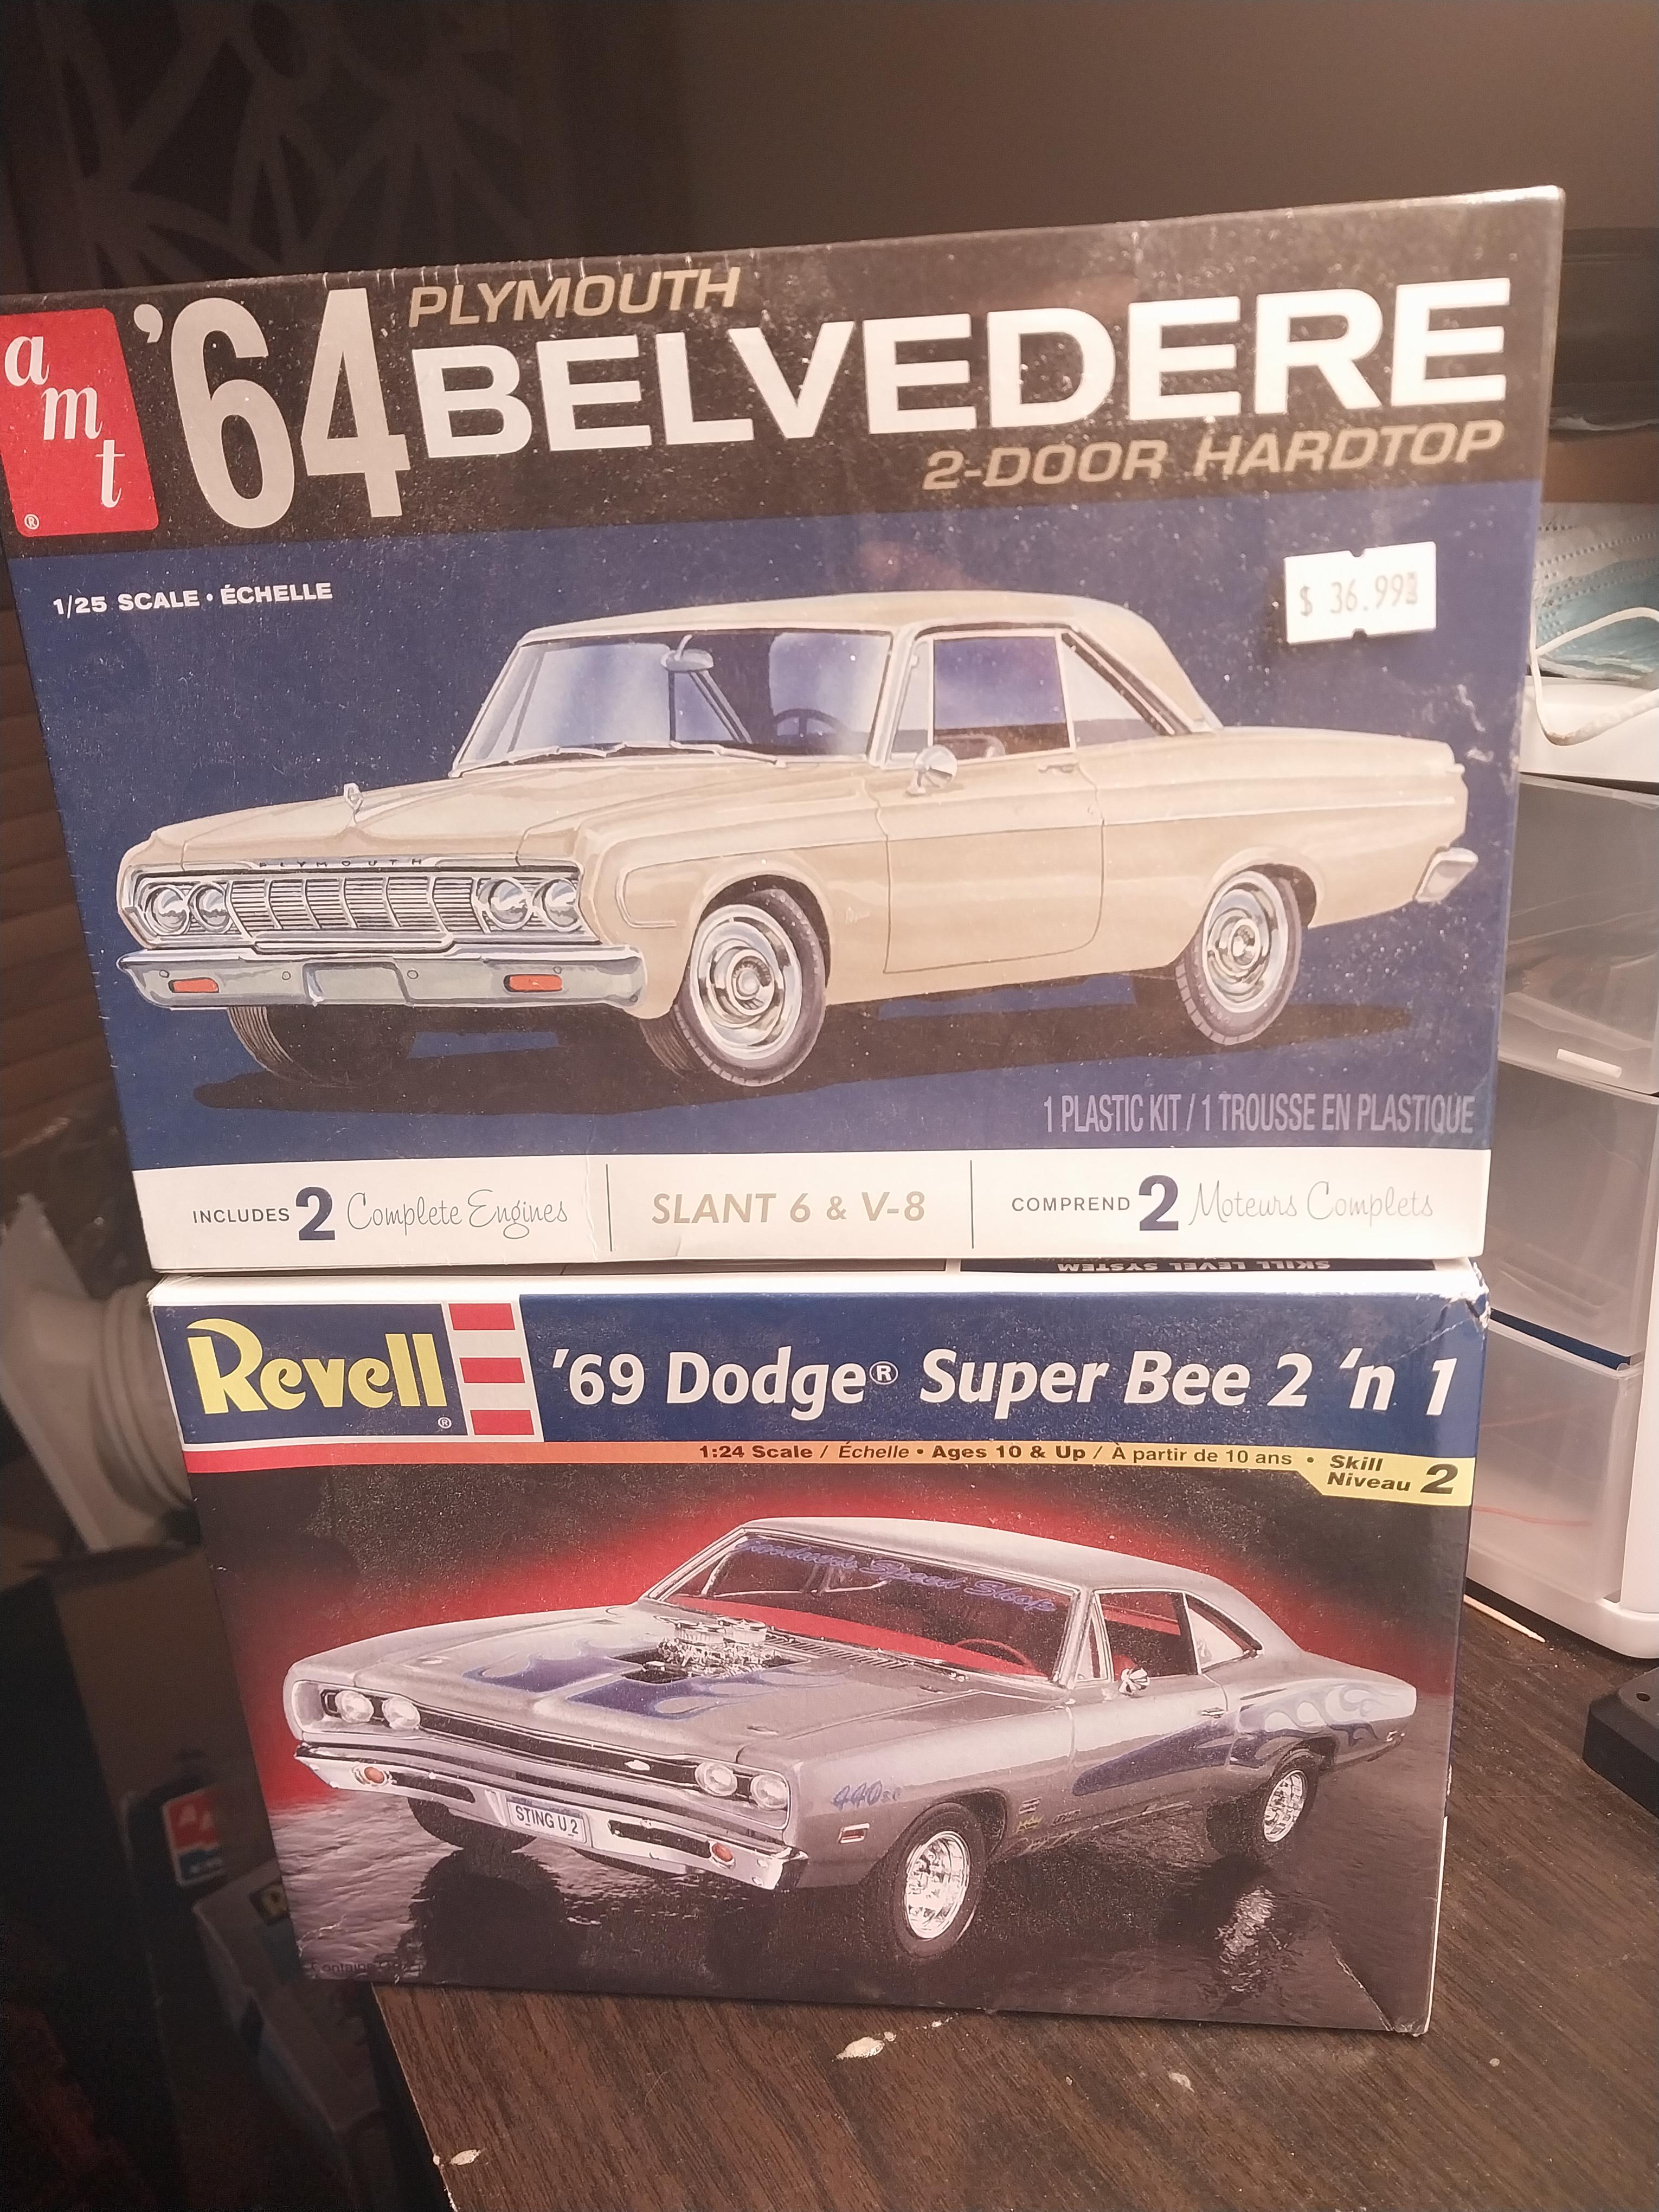 amt®
'64 PLYMOUTH
BELVEDERE
2-DOOR HARDTOP
1/25 SCALE • ÉCHELLE
$ 36.99
PLYMOUTH
1 PLASTIC KIT / 1 TROUSSE EN PLASTIQUE
INCLUDES 2 Complete Engines
SLANT 6 & V-8
COMPREND 2 Moteurs Complets
SKILL LEVEL SYSTEM
Revell®
'69 Dodge® Super Bee 2 'n 1
1:24 Scale / Échelle • Ages 10 & Up / À partir de 10 ans • Skill
Niveau 2
Speed Shop
440
STING U 2